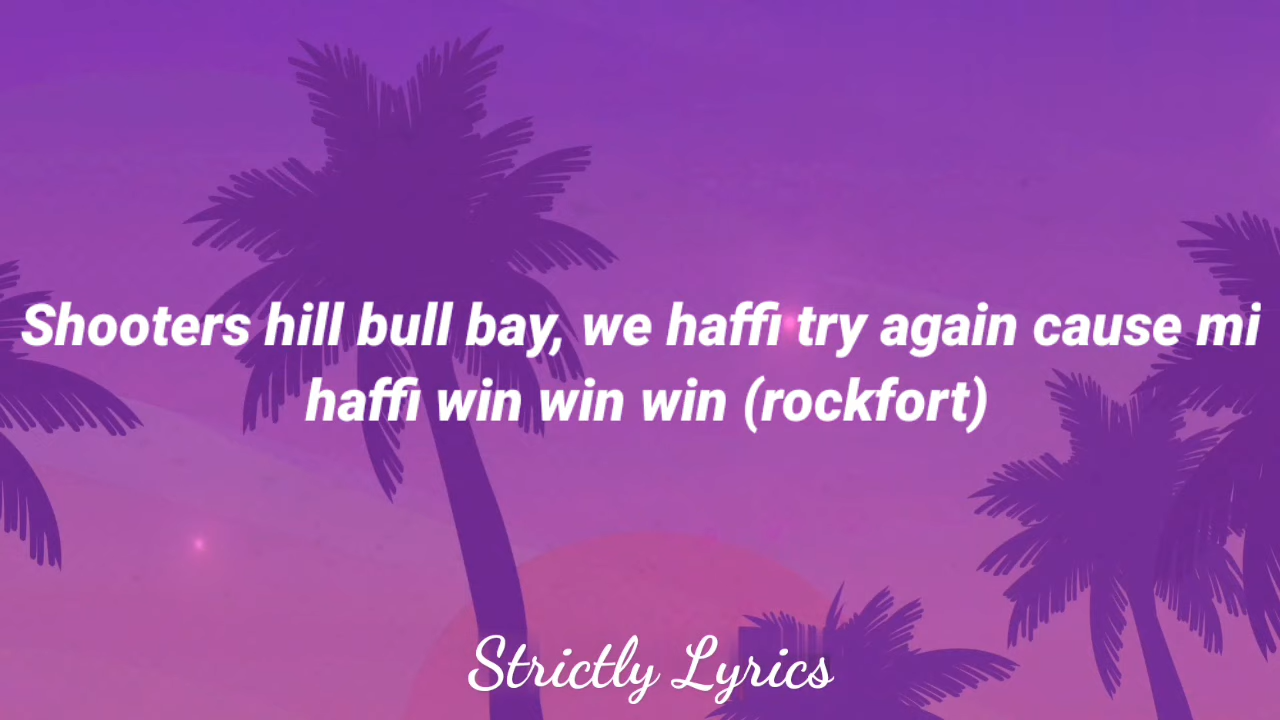 Shooters hill bull bay, we haffi try again cause mi
haffi win win win (rockfort)
Strictly Lyrics